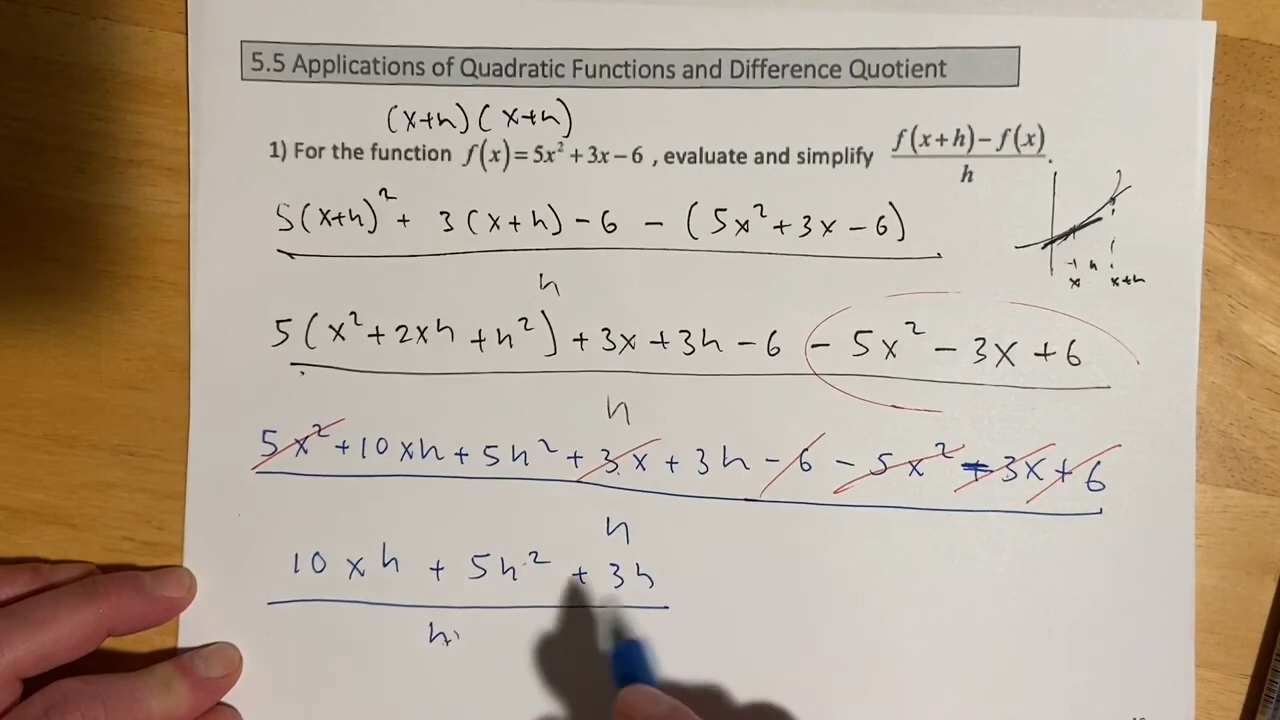 5.5 Applications of Quadratic Functions and Difference Quotient
(x+h)(x+h)
1) For the function f(x)=5x²+3x−6 , evaluate and simplify f(x+h)−f(x) / h .
5(x+h)² + 3(x+h) − 6 − (5x²+3x−6)
h
x h x+h
5(x²+2xh+h²) + 3x + 3h − 6 − 5x² − 3x + 6
h
5x² + 10xh + 5h² + 3x + 3h − 6 − 5x² − 3x + 6
h
10xh + 5h² + 3h
h